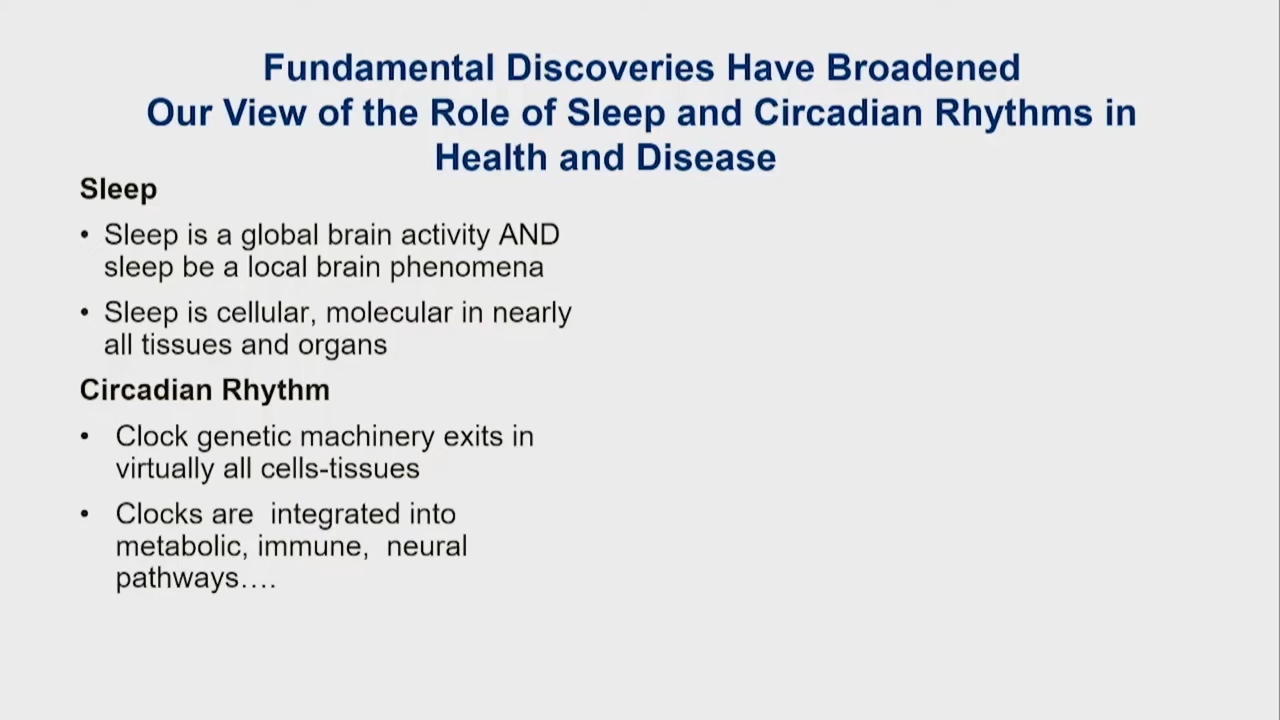 Fundamental Discoveries Have Broadened
Our View of the Role of Sleep and Circadian Rhythms in
Health and Disease
Sleep
• Sleep is a global brain activity AND
sleep be a local brain phenomena
• Sleep is cellular, molecular in nearly
all tissues and organs
Circadian Rhythm
• Clock genetic machinery exits in
virtually all cells-tissues
• Clocks are  integrated into
metabolic, immune,  neural
pathways….